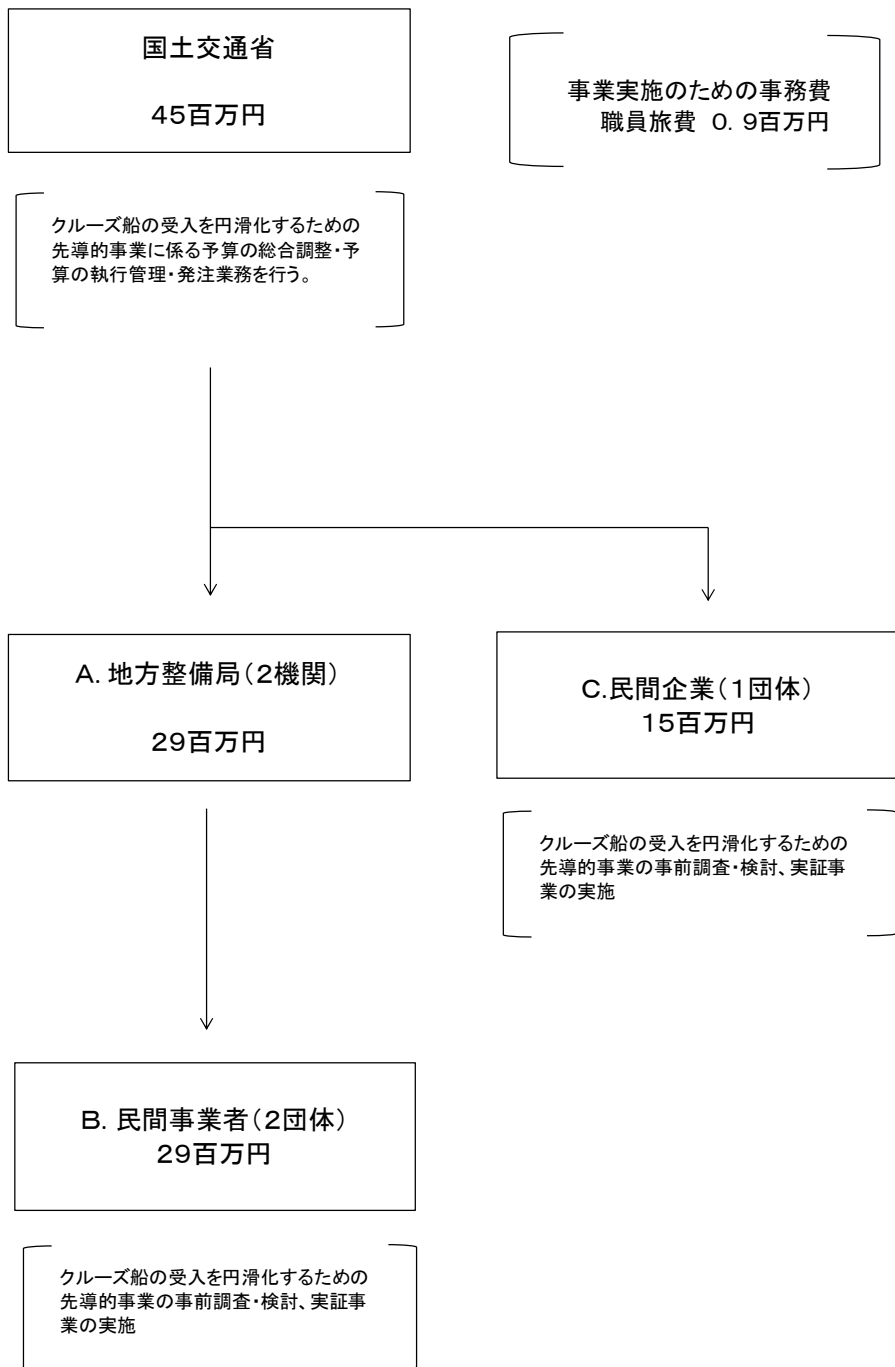 国土交通省
45百万円
事業実施のための事務費
職員旅費 0.9百万円
クルーズ船の受入を円滑化するための
先導的事業に係る予算の総合調整・予
算の執行管理・発注業務を行う。
A. 地方整備局(2機関)
29百万円
C.民間企業(1団体)
15百万円
クルーズ船の受入を円滑化するための
先導的事業の事前調査・検討、実証事
業の実施
B. 民間事業者(2団体)
29百万円
クルーズ船の受入を円滑化するための
先導的事業の事前調査・検討、実証事
業の実施